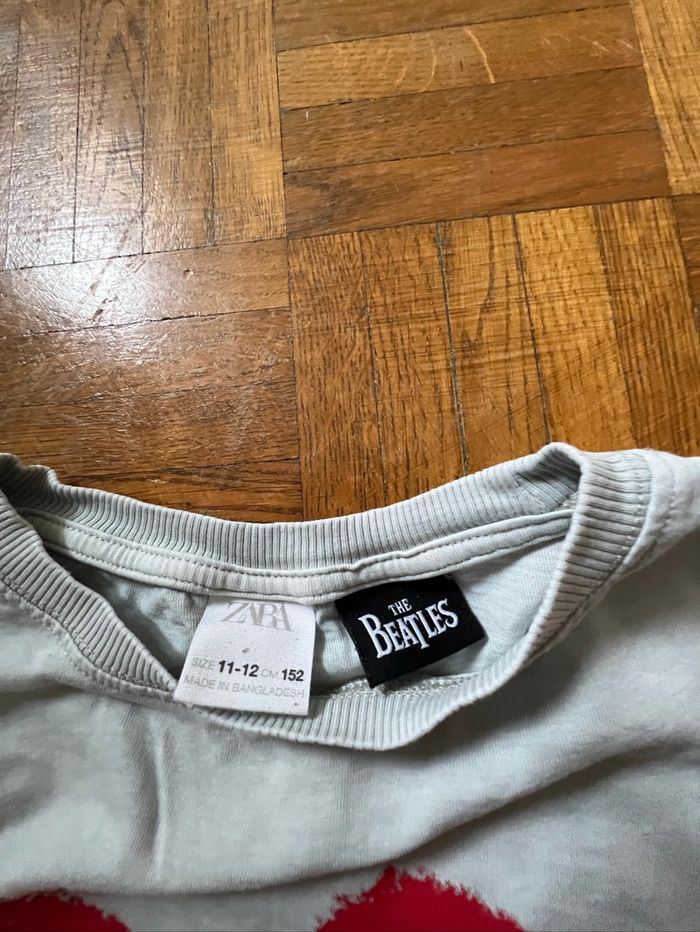 ZARA
SIZE 11-12 CM 152
MADE IN BANGLADESH
THE
BEATLES